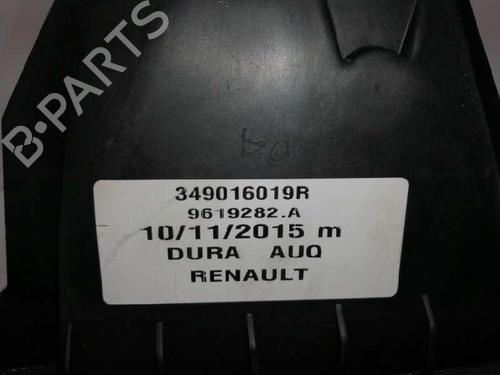 B-PARTS
349016019R
9619282.A
10/11/2015 m
DURA AUQ
RENAULT